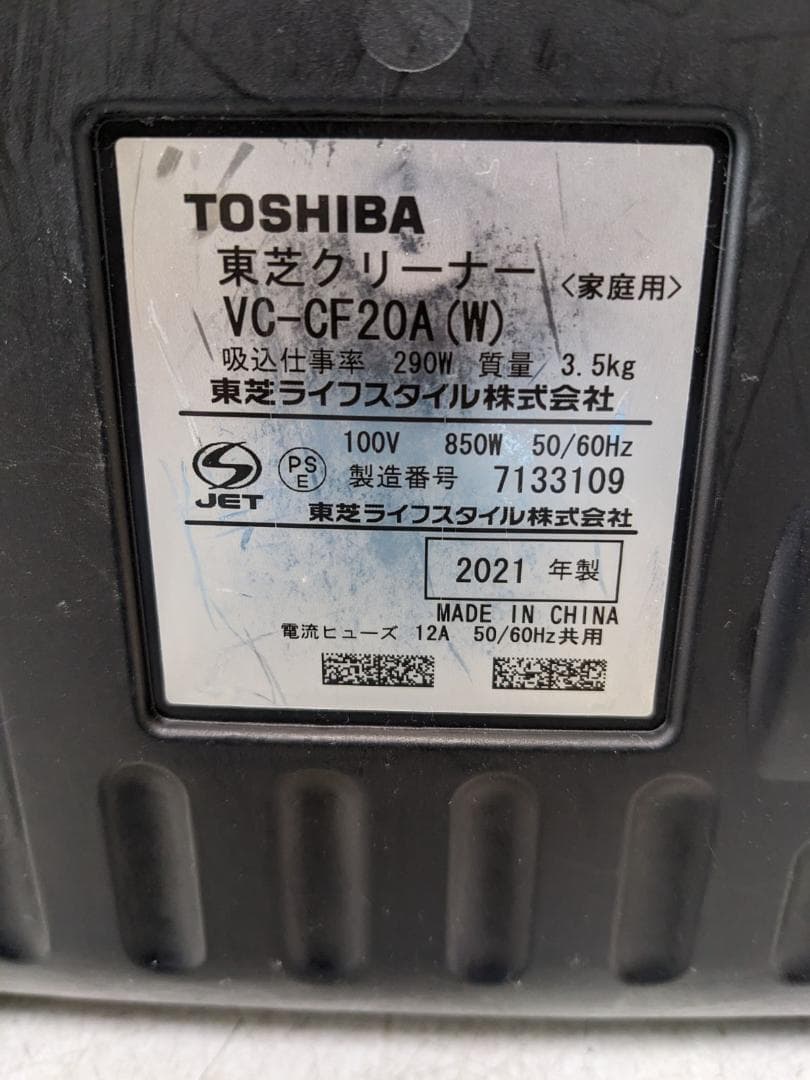 TOSHIBA
東芝クリーナー 〈家庭用〉
VC-CF20A(W)
吸込仕事率 290W 質量 3.5kg
東芝ライフスタイル株式会社
100V 850W 50/60Hz
JET PSE 製造番号 7133109
東芝ライフスタイル株式会社
2021 年製
MADE IN CHINA
電流ヒューズ 12A 50/60Hz共用